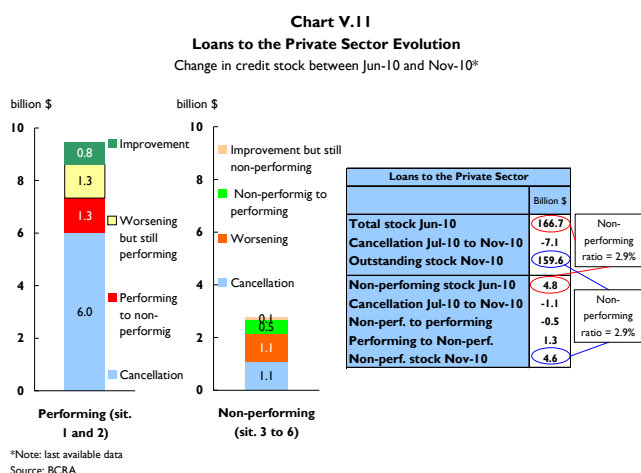 Chart V.11
Loans to the Private Sector Evolution
Change in credit stock between Jun-10 and Nov-10*
billion $
10
8
6
4
2
0
0.8
1.3
1.3
6.0
Improvement
Worsening
but still
performing
Performing
to non-
performig
Cancellation
Performing (sit.
1 and 2)
billion $
10
8
6
4
2
0
Improvement but still
non-performing
Non-performig to
performing
Worsening
Cancellation
0.1
0.5
1.1
1.1
Non-performing
(sit. 3 to 6)
Loans to the Private Sector
Billion $
Total stock Jun-10 166.7
Cancellation Jul-10 to Nov-10 -7.1
Outstanding stock Nov-10 159.6
Non-perfoming stock Jun-10 4.8
Cancellation Jul-10 to Nov-10 -1.1
Non-perf. to performing -0.5
Performing to Non-perf. 1.3
Non-perf. stock Nov-10 4.6
Non-
performing
ratio = 2.9%
Non-
performing
ratio = 2.9%
*Note: last available data
Source: BCRA